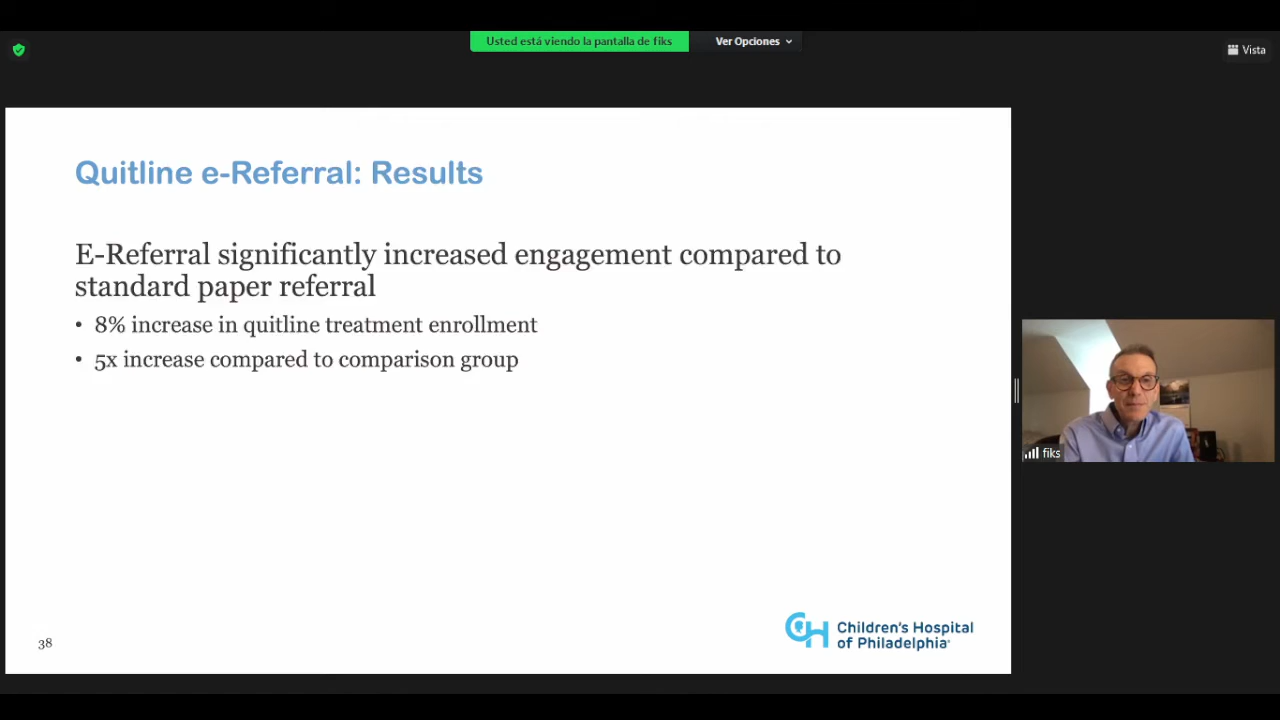 Usted está viendo la pantalla de fiks
Ver Opciones
Vista
Quitline e-Referral: Results
E-Referral significantly increased engagement compared to
standard paper referral
• 8% increase in quitline treatment enrollment
• 5x increase compared to comparison group
fiks
38
Children's Hospital
of Philadelphia